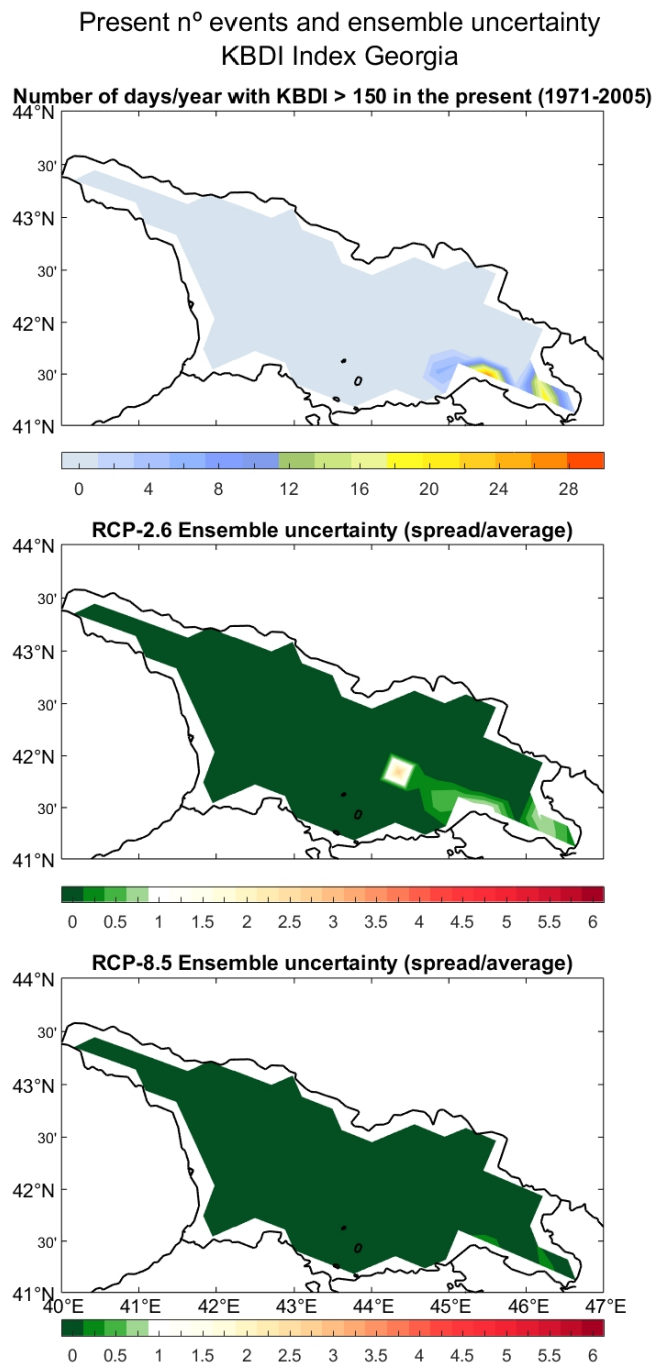 Present nº events and ensemble uncertainty
KBDI Index Georgia
Number of days/year with KBDI > 150 in the present (1971-2005)
44°N
30'
43°N
30'
42°N
30'
41°N
0 4 8 12 16 20 24 28
RCP-2.6 Ensemble uncertainty (spread/average)
44°N
30'
43°N
30'
42°N
30'
41°N
0 0.5 1 1.5 2 2.5 3 3.5 4 4.5 5 5.5 6
RCP-8.5 Ensemble uncertainty (spread/average)
44°N
30'
43°N
30'
42°N
30'
41°N
40°E 41°E 42°E 43°E 44°E 45°E 46°E 47°E
0 0.5 1 1.5 2 2.5 3 3.5 4 4.5 5 5.5 6